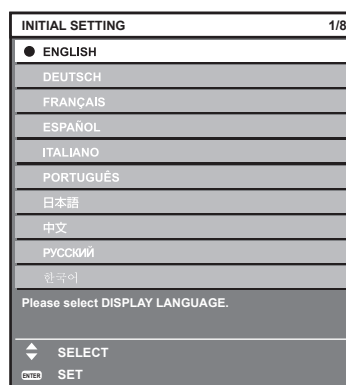 INITIAL SETTING 1/8
ENGLISH
DEUTSCH
FRANÇAIS
ESPAÑOL
ITALIANO
PORTUGUÊS
日本語
中文
РУССКИЙ
한국어
Please select DISPLAY LANGUAGE.
SELECT
ENTER SET